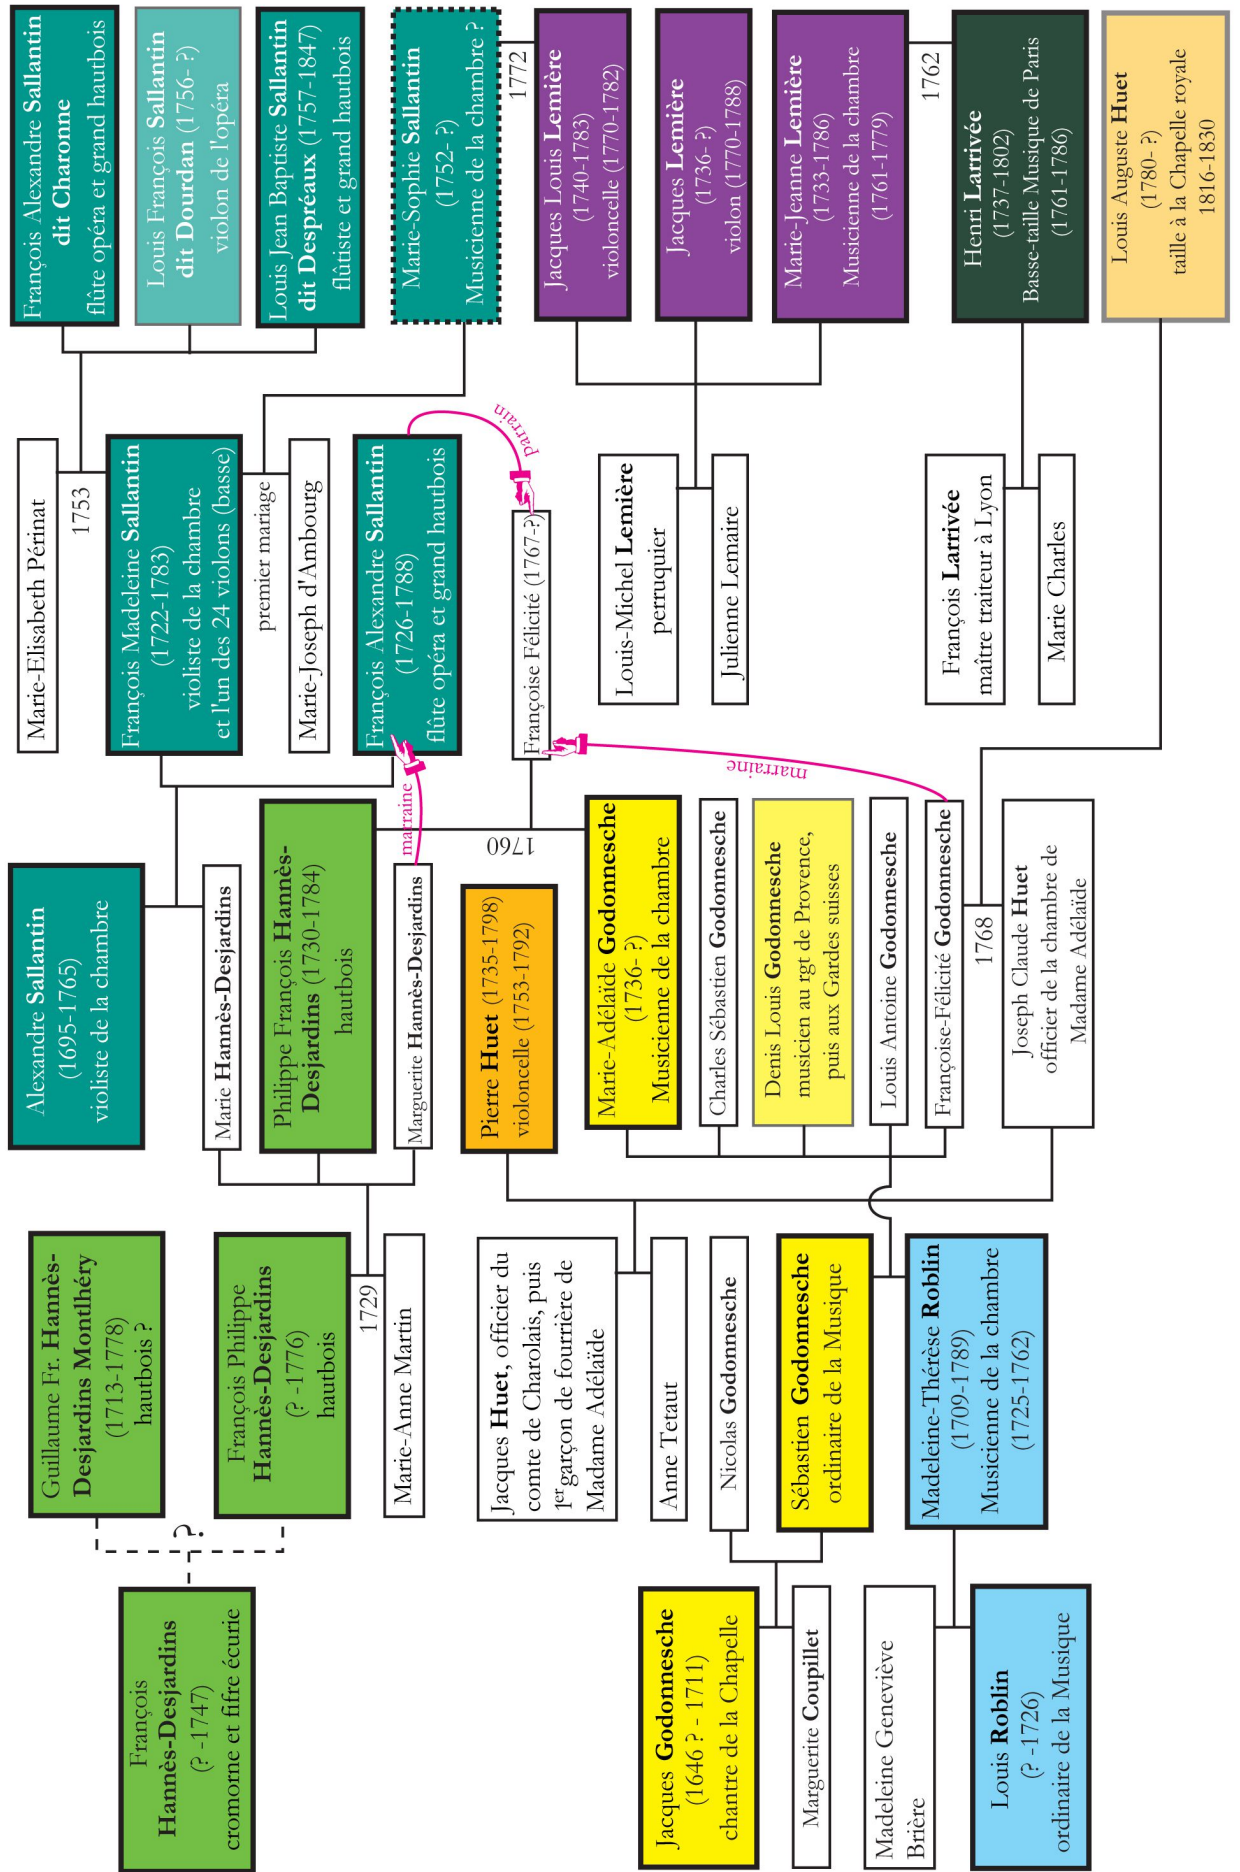 François
Hannès-Desjardins
(? -1747)
cromorne et fifre écurie
?
Guillaume Fr. Hannès-
Desjardins Montlhéry
(1713-1778)
hautbois ?
François Philippe
Hannès-Desjardins
(? -1776)
hautbois
1729
Marie-Anne Martin
Alexandre Sallantin
(1695-1765)
violiste de la chambre
Marie Hannès-Desjardins
Philippe François Hannès-
Desjardins (1730-1784)
hautbois
Marguerite Hannès-Desjardins
marraine
Marie-Elisabeth Périnat
1753
François Madeleine Sallantin
(1722-1783)
violiste de la chambre
et l'un des 24 violons (basse)
premier mariage
Marie-Joseph d'Ambourg
François Alexandre Sallantin
(1726-1788)
flûte opéra et grand hautbois
parrain
François Alexandre Sallantin
dit Charonne
flûte opéra et grand hautbois
Louis François Sallantin
dit Dourdan (1756- ?)
violon de l'opéra
Louis Jean Baptiste Sallantin
dit Despréaux (1757-1847)
flûtiste et grand hautbois
Marie-Sophie Sallantin
(1752- ?)
Musicienne de la chambre ?
1772
Jacques Louis Lemière
(1740-1783)
violoncelle (1770-1782)
Jacques Lemière
(1736- ?)
violon (1770-1788)
Marie-Jeanne Lemière
(1733-1786)
Musicienne de la chambre
(1761-1779)
1762
Henri Larrivée
(1737-1802)
Basse-taille Musique de Paris
(1761-1786)
Louis Auguste Huet
(1780- ?)
taille à la Chapelle royale
1816-1830
Françoise Félicité (1767-?)
1760
marraine
Louis-Michel Lemière
perruquier
Julienne Lemaire
François Larrivée
maître traiteur à Lyon
Marie Charles
Pierre Huet (1735-1798)
violoncelle (1753-1792)
Marie-Adélaïde Godonnesche
(1736- ?)
Musicienne de la chambre
Charles Sébastien Godonnesche
Denis Louis Godonnesche
musicien au rgt de Provence,
puis aux Gardes suisses
Louis Antoine Godonnesche
Françoise-Félicité Godonnesche
1768
Joseph Claude Huet
officier de la chambre de
Madame Adélaïde
Jacques Huet, officier du
comte de Charolais, puis
1er garçon de fourrière de
Madame Adélaïde
Anne Tetaut
Nicolas Godonnesche
Sébastien Godonnesche
ordinaire de la Musique
Madeleine-Thérèse Roblin
(1709-1789)
Musicienne de la chambre
(1725-1762)
Jacques Godonnesche
(1646 ? - 1711)
chantre de la Chapelle
Marguerite Coupillet
Madeleine Geneviève
Brière
Louis Roblin
(? -1726)
ordinaire de la Musique